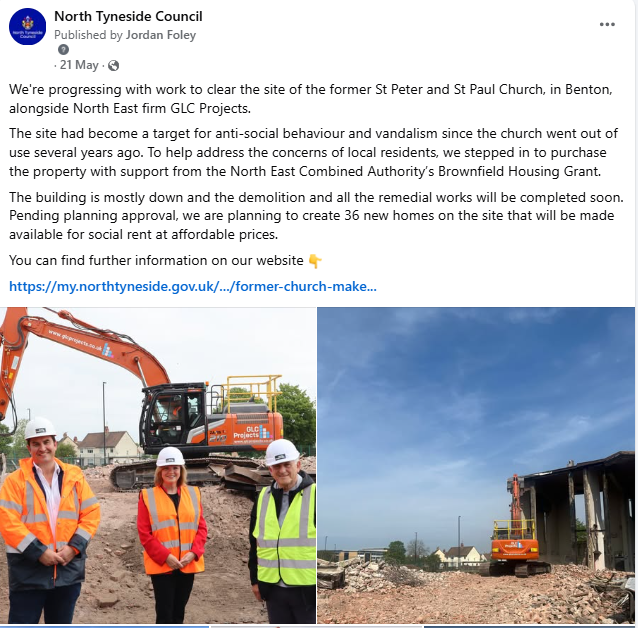 North Tyneside Council
Published by Jordan Foley
· 21 May ·
We're progressing with work to clear the site of the former St Peter and St Paul Church, in Benton,
alongside North East firm GLC Projects.
The site had become a target for anti-social behaviour and vandalism since the church went out of
use several years ago. To help address the concerns of local residents, we stepped in to purchase
the property with support from the North East Combined Authority's Brownfield Housing Grant.
The building is mostly down and the demolition and all the remedial works will be completed soon.
Pending planning approval, we are planning to create 36 new homes on the site that will be made
available for social rent at affordable prices.
You can find further information on our website 👇
https://my.northtyneside.gov.uk/.../former-church-make...
www.glcprojects.co.uk
GLC
Projects